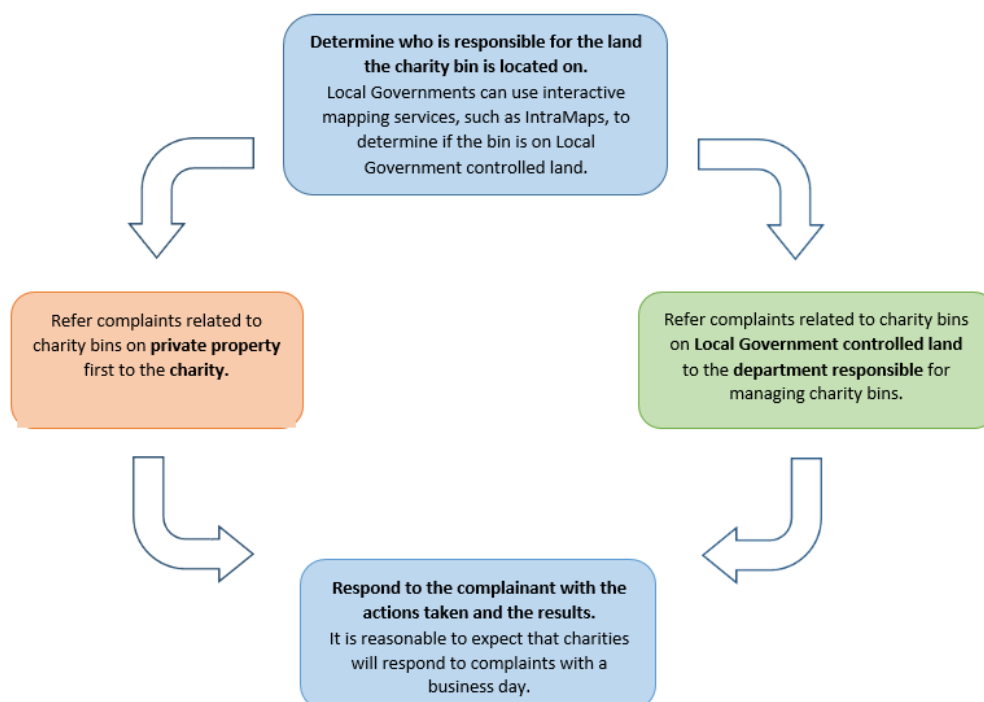 Determine who is responsible for the land
the charity bin is located on.
Local Governments can use interactive
mapping services, such as IntraMaps, to
determine if the bin is on Local
Government controlled land.
Refer complaints related to
charity bins on private property
first to the charity.
Refer complaints related to charity bins
on Local Government controlled land
to the department responsible for
managing charity bins.
Respond to the complainant with the
actions taken and the results.
It is reasonable to expect that charities
will respond to complaints with a
business day.